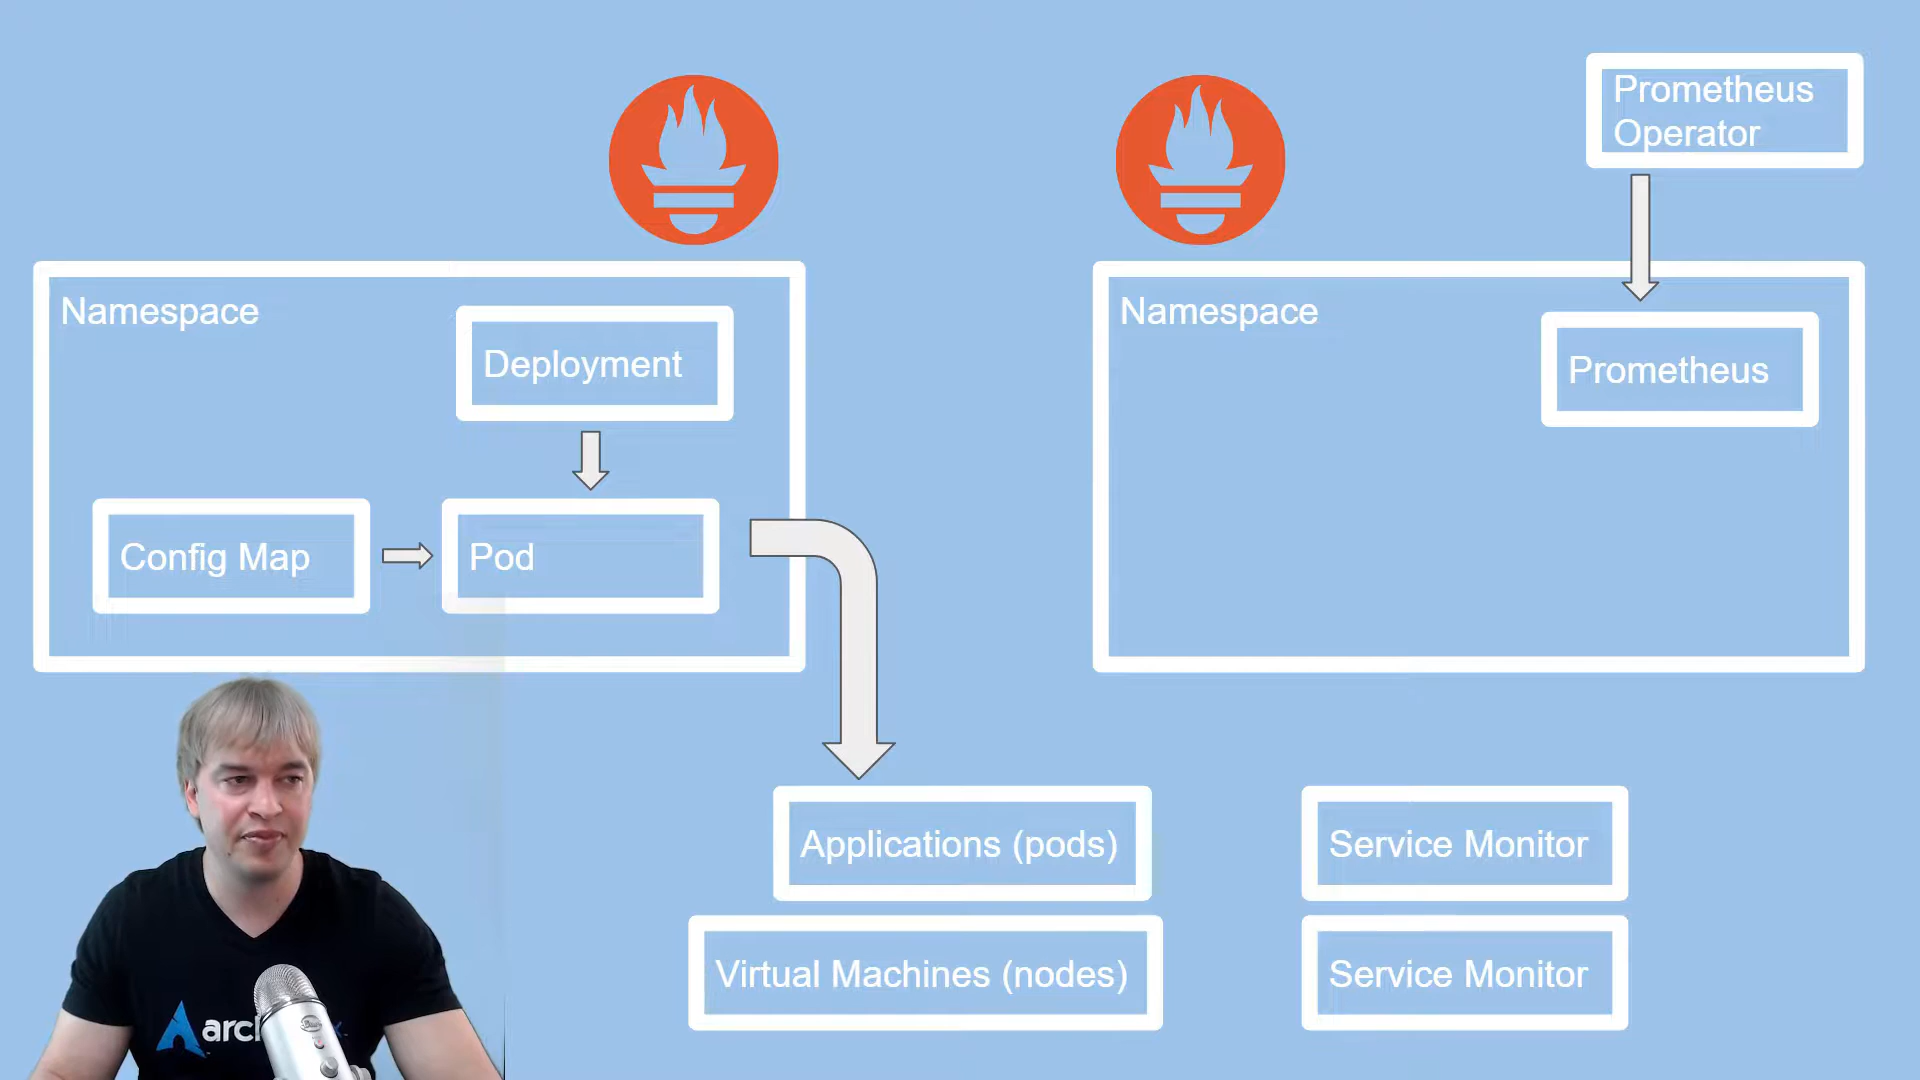 Prometheus
Operator
Namespace
Deployment
Config Map
Pod
Namespace
Prometheus
Applications (pods)
Service Monitor
Virtual Machines (nodes)
Service Monitor